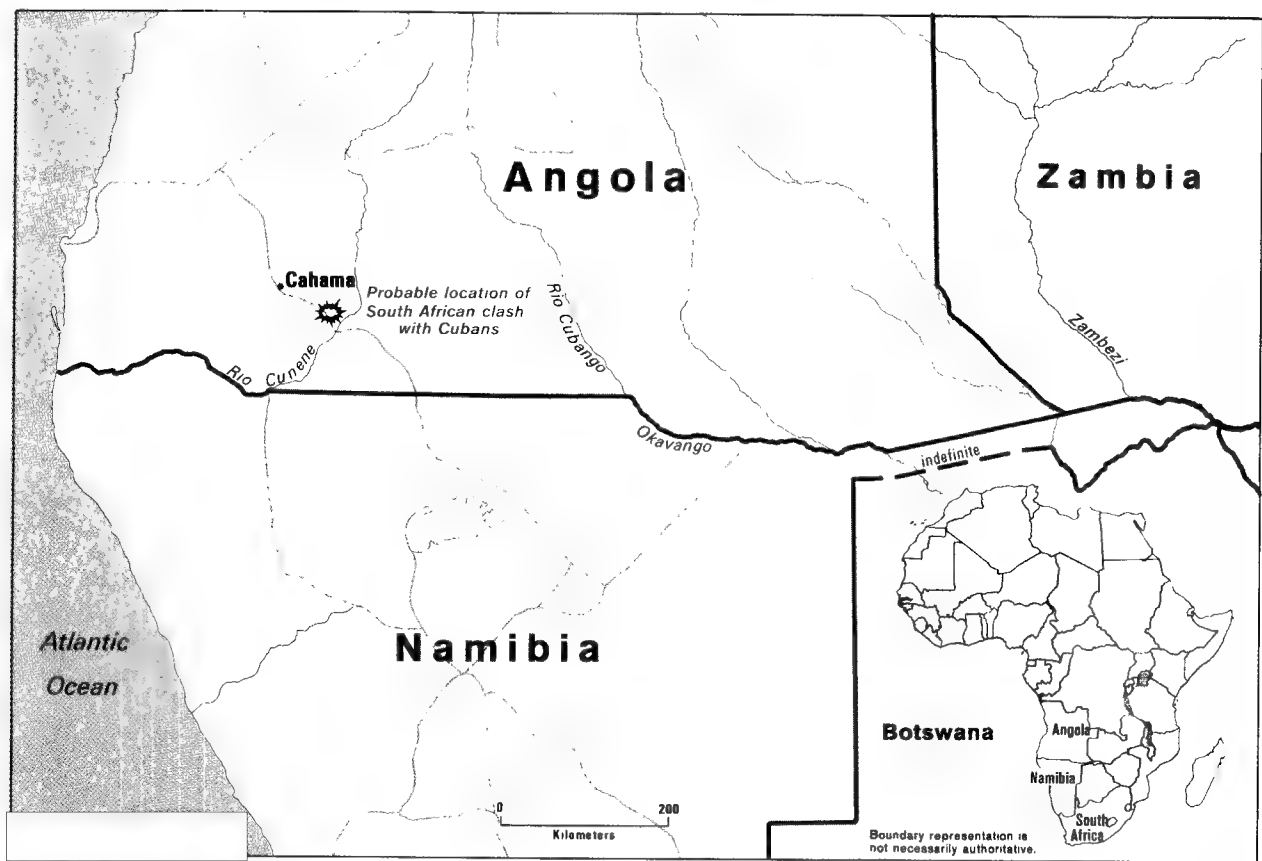 Angola
Zambia
Cahama
Probable location of
South African clash
with Cubans
Rio Cubango
Zambezi
Rio Cunene
Okavango
indefinite
Namibia
Atlantic
Ocean
Botswana
Angola
Namibia
South
Africa
0 200
Kilometers
Boundary representation is
not necessarily authoritative.